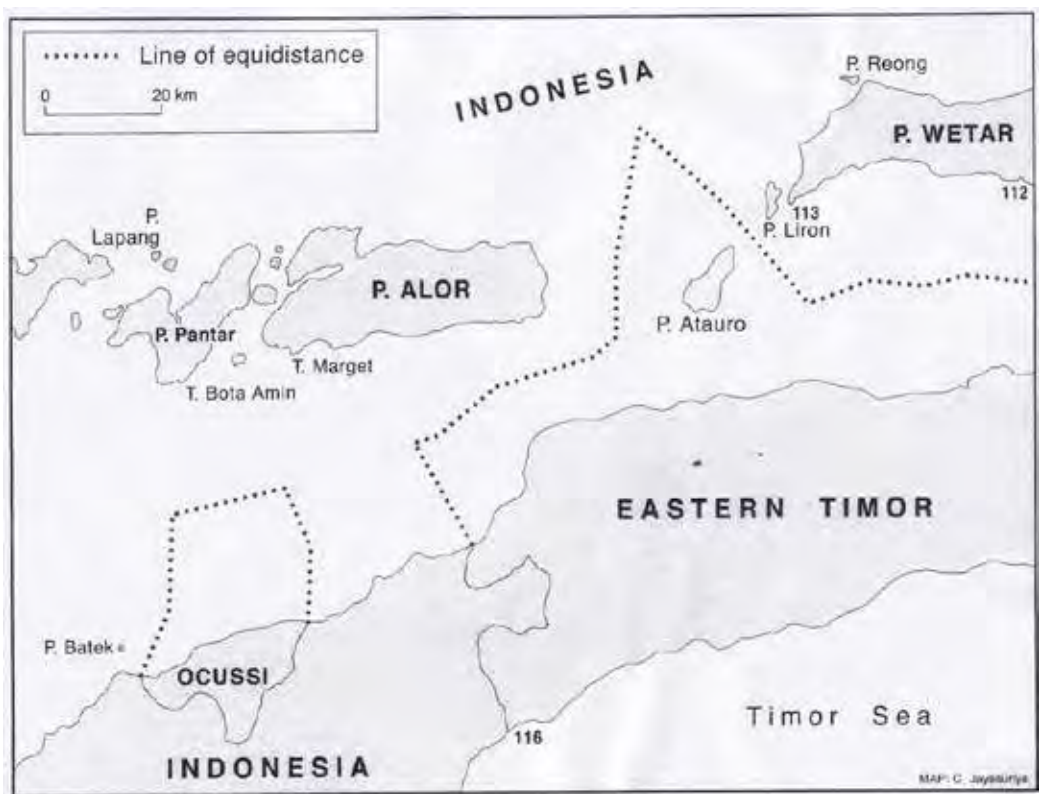 Line of equidistance
0
20 km
INDONESIA
P. Reong
P. WETAR
112
113
P. Liron
P.
Lapang
P. ALOR
P. Atauro
P. Pantar
T. Marget
T. Bota Amin
EASTERN TIMOR
P. Batek
OCUSSI
Timor Sea
116
INDONESIA
MAP: C. Jayasuriya